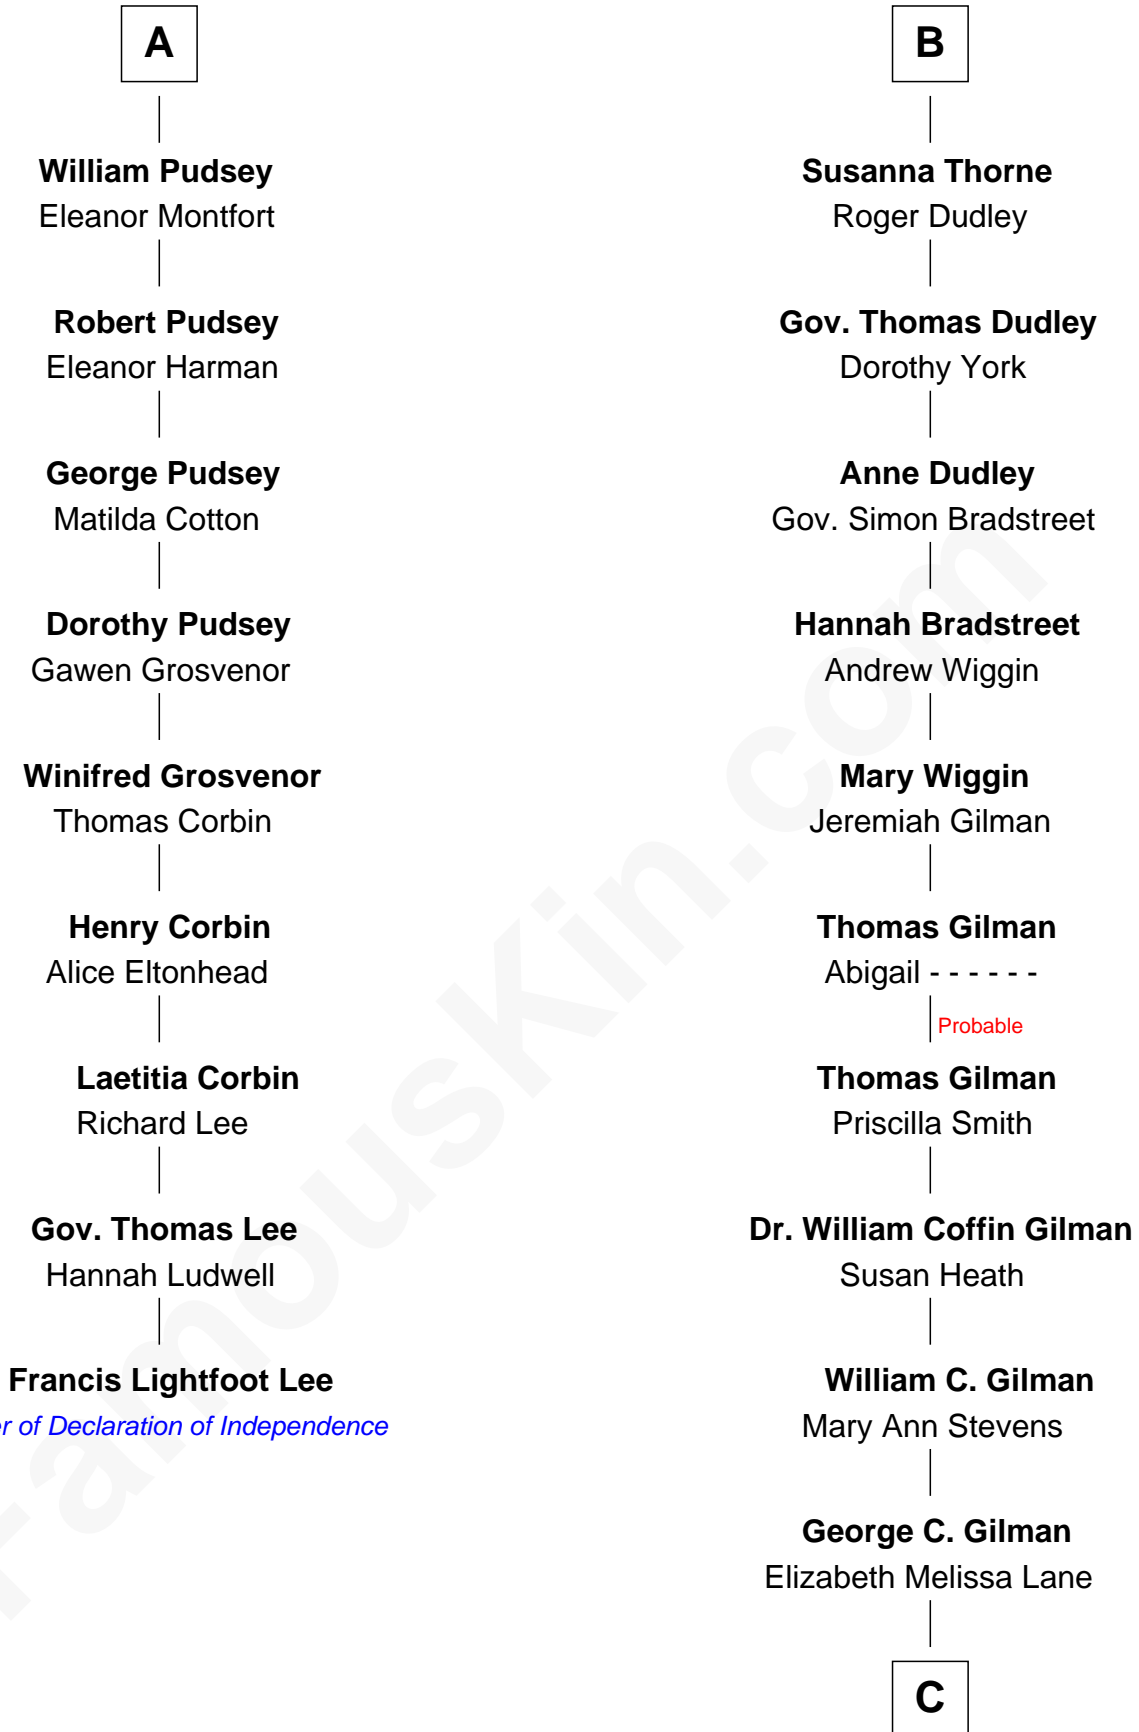 A
William Pudsey
Eleanor Montfort
Robert Pudsey
Eleanor Harman
George Pudsey
Matilda Cotton
Dorothy Pudsey
Gawen Grosvenor
Winifred Grosvenor
Thomas Corbin
Henry Corbin
Alice Eltonhead
Laetitia Corbin
Richard Lee
Gov. Thomas Lee
Hannah Ludwell
Francis Lightfoot Lee
of Declaration of Independence
B
Susanna Thorne
Roger Dudley
Gov. Thomas Dudley
Dorothy York
Anne Dudley
Gov. Simon Bradstreet
Hannah Bradstreet
Andrew Wiggin
Mary Wiggin
Jeremiah Gilman
Thomas Gilman
Abigail - - - - - -
Probable
Thomas Gilman
Priscilla Smith
Dr. William Coffin Gilman
Susan Heath
William C. Gilman
Mary Ann Stevens
George C. Gilman
Elizabeth Melissa Lane
C
FamousKin.com